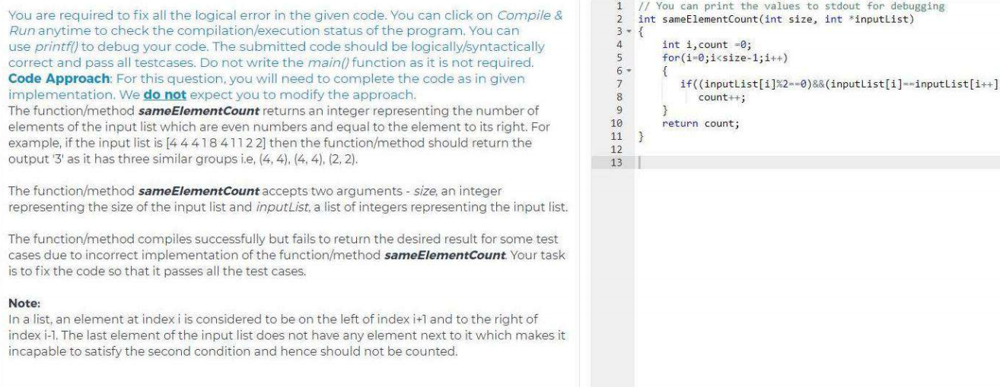 You are required to fix all the logical error in the given code. You can click on Compile &
Run anytime to check the compilation/execution status of the program. You can
use printf() to debug your code. The submitted code should be logically/syntactically
correct and pass all testcases. Do not write the main() function as it is not required.
Code Approach: For this question, you will need to complete the code as in given
implementation. We do not expect you to modify the approach.
The function/method sameElementCount returns an integer representing the number of
elements of the input list which are even numbers and equal to the element to its right. For
example, if the input list is [4 4 4 1 8 4 1 1 2 2] then the function/method should return the
output '3' as it has three similar groups i.e, (4, 4), (4, 4), (2, 2).
The function/method sameElementCount accepts two arguments - size, an integer
representing the size of the input list and inputList, a list of integers representing the input list.
The function/method compiles successfully but fails to return the desired result for some test
cases due to incorrect implementation of the function/method sameElementCount. Your task
is to fix the code so that it passes all the test cases.
Note:
In a list, an element at index i is considered to be on the left of index i+1 and to the right of
index i-1. The last element of the input list does not have any element next to it which makes it
incapable to satisfy the second condition and hence should not be counted.
1 // You can print the values to stdout for debugging
2 int sameElementCount(int size, int *inputList)
3 {
4 int i,count =0;
5 for(i=0;i<size-1;i++)
6 {
7 if((inputList[i]%2==0)&&(inputList[i]==inputList[i++]
8 count++;
9 }
10 return count;
11 }
12
13